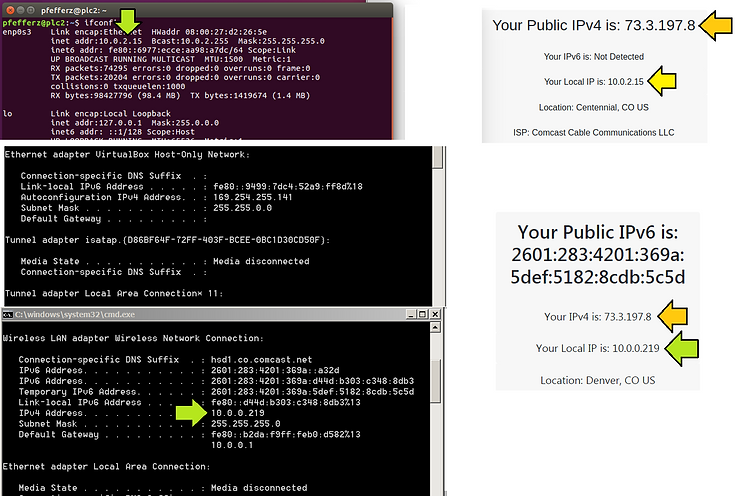 pfefferz@plc2: ~
pfefferz@plc2:~$ ifconfi
enp0s3 Link encap:Ethernet HWaddr 08:00:27:d2:26:5e
inet addr:10.0.2.15 Bcast:10.0.2.255 Mask:255.255.255.0
inet6 addr: fe80::6977:ecce:aa98:a7dc/64 Scope:Link
UP BROADCAST RUNNING MULTICAST MTU:1500 Metric:1
RX packets:74295 errors:0 dropped:0 overruns:0 frame:0
TX packets:20204 errors:0 dropped:0 overruns:0 carrier:0
collisions:0 txqueuelen:1000
RX bytes:98427796 (98.4 MB) TX bytes:1419674 (1.4 MB)
lo Link encap:Local Loopback
inet addr:127.0.0.1 Mask:255.0.0.0
inet6 addr: ::1/128 Scope:Host
Your Public IPv4 is: 73.3.197.8
Your IPv6 is: Not Detected
Your Local IP is: 10.0.2.15
Location: Centennial, CO US
ISP: Comcast Cable Communications LLC
Ethernet adapter VirtualBox Host-Only Network:
Connection-specific DNS Suffix . :
Link-local IPv6 Address . . . . . : fe80::9499:7dc4:52a9:ff8d%18
Autoconfiguration IPv4 Address . : 169.254.255.141
Subnet Mask . . . . . . . . . . . : 255.255.0.0
Default Gateway . . . . . . . . . :
Tunnel adapter isatap.{D86BF64F-72FF-403F-BCEE-0BC1D30CD50F}:
Media State . . . . . . . . . . . : Media disconnected
Connection-specific DNS Suffix . :
Tunnel adapter Local Area Connection* 11:
C:\windows\system32\cmd.exe
Wireless LAN adapter Wireless Network Connection:
Connection-specific DNS Suffix . : hsd1.co.comcast.net
IPv6 Address. . . . . . . . . . . : 2601:283:4201:369a::a32d
IPv6 Address. . . . . . . . . . . : 2601:283:4201:369a:d44d:b303:c348:8db3
Temporary IPv6 Address. . . . . . : 2601:283:4201:369a:5def:5182:8cdb:5c5d
Link-local IPv6 Address . . . . . : fe80::d44d:b303:c348:8db3%13
IPv4 Address. . . . . . . 10.0.0.219
Subnet Mask . . . . . . . . . . . : 255.255.255.0
Default Gateway . . . . . . . . . : fe80::b2da:f9ff:feb0:d582%13
10.0.0.1
Ethernet adapter Local Area Connection:
Media State . . . . . . . . . . . : Media disconnected
Your Public IPv6 is:
2601:283:4201:369a:
5def:5182:8cdb:5c5d
Your IPv4 is: 73.3.197.8
Your Local IP is: 10.0.0.219
Location: Denver, CO US